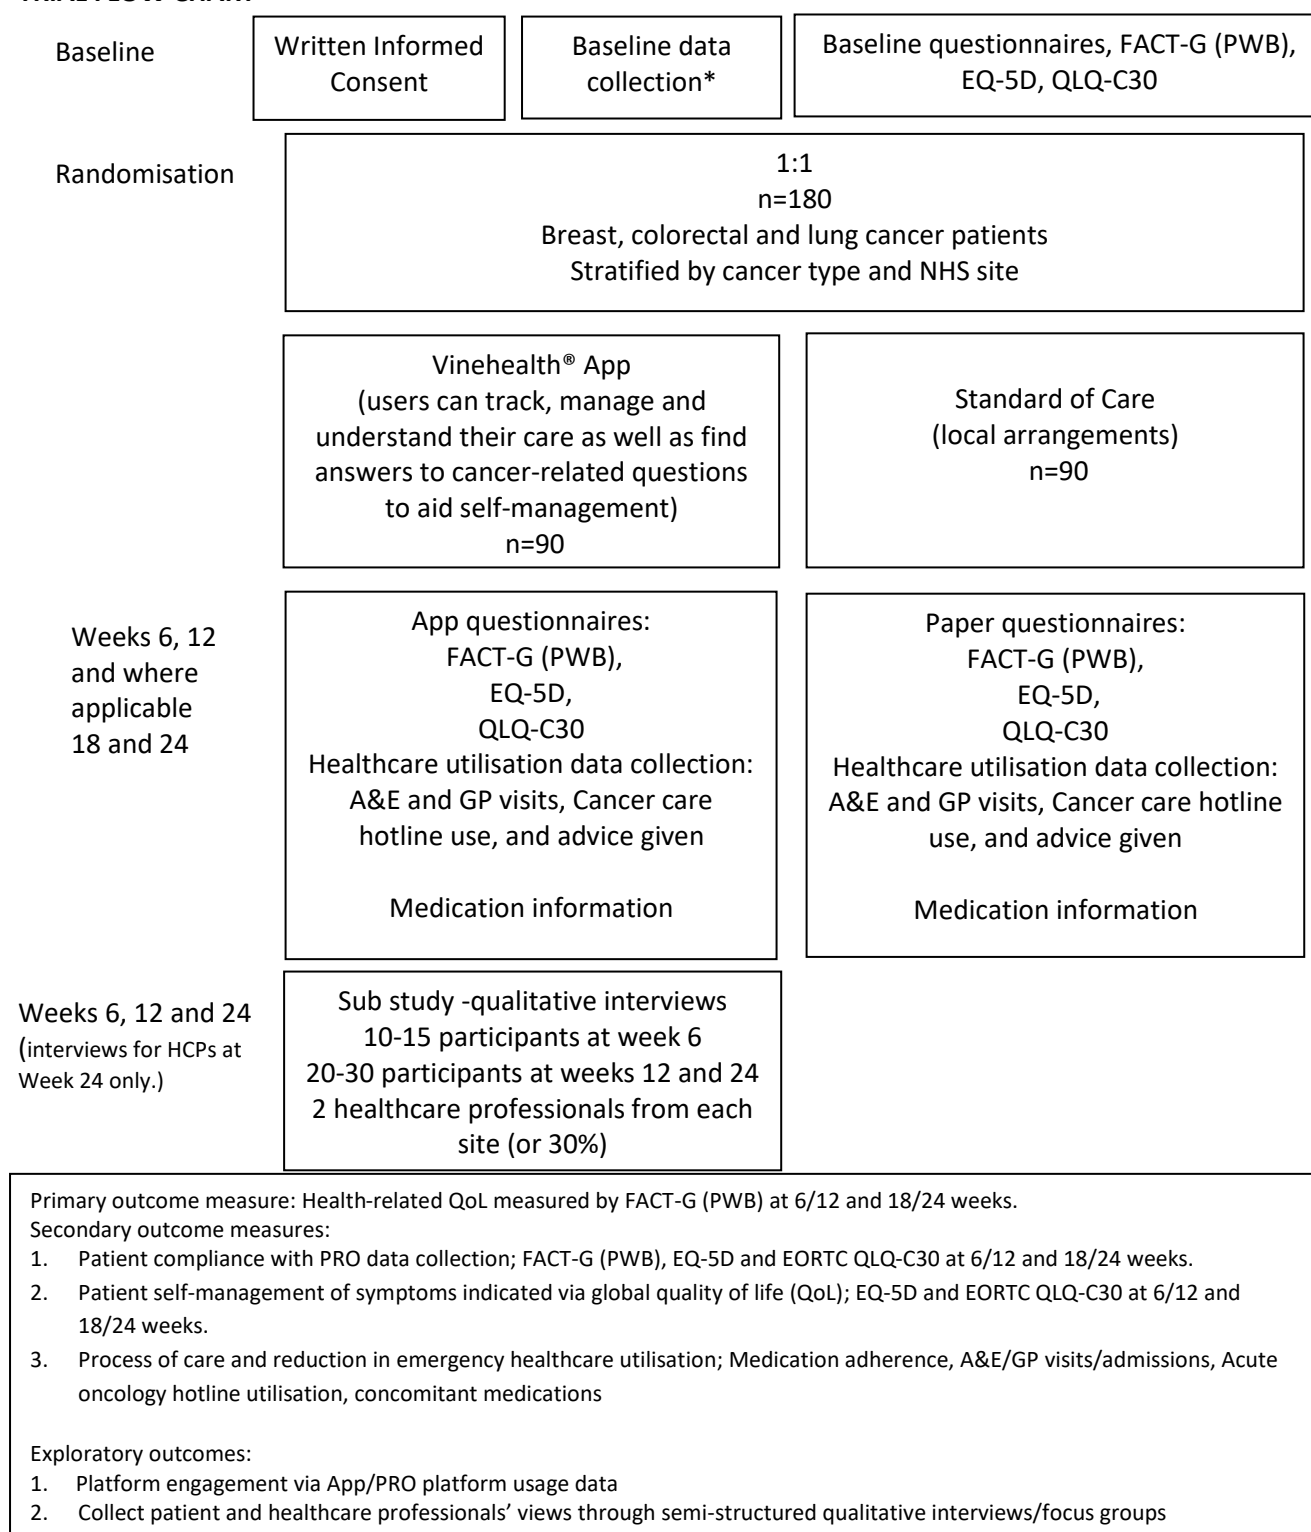 Baseline
Written Informed
Consent
Baseline data
collection*
Baseline questionnaires, FACT-G (PWB),
EQ-5D, QLQ-C30
Randomisation
1:1
n=180
Breast, colorectal and lung cancer patients
Stratified by cancer type and NHS site
Vinehealth® App
(users can track, manage and
understand their care as well as find
answers to cancer-related questions
to aid self-management)
n=90
Standard of Care
(local arrangements)
n=90
Weeks 6, 12
and where
applicable
18 and 24
App questionnaires:
FACT-G (PWB),
EQ-5D,
QLQ-C30
Healthcare utilisation data collection:
A&E and GP visits, Cancer care
hotline use, and advice given
Medication information
Paper questionnaires:
FACT-G (PWB),
EQ-5D,
QLQ-C30
Healthcare utilisation data collection:
A&E and GP visits, Cancer care hotline
use, and advice given
Medication information
Weeks 6, 12 and 24
(interviews for HCPs at
Week 24 only.)
Sub study -qualitative interviews
10-15 participants at week 6
20-30 participants at weeks 12 and 24
2 healthcare professionals from each
site (or 30%)
Primary outcome measure: Health-related QoL measured by FACT-G (PWB) at 6/12 and 18/24 weeks.
Secondary outcome measures:
1. Patient compliance with PRO data collection; FACT-G (PWB), EQ-5D and EORTC QLQ-C30 at 6/12 and 18/24 weeks.
2. Patient self-management of symptoms indicated via global quality of life (QoL); EQ-5D and EORTC QLQ-C30 at 6/12 and
18/24 weeks.
3. Process of care and reduction in emergency healthcare utilisation; Medication adherence, A&E/GP visits/admissions, Acute
oncology hotline utilisation, concomitant medications
Exploratory outcomes:
1. Platform engagement via App/PRO platform usage data
2. Collect patient and healthcare professionals' views through semi-structured qualitative interviews/focus groups